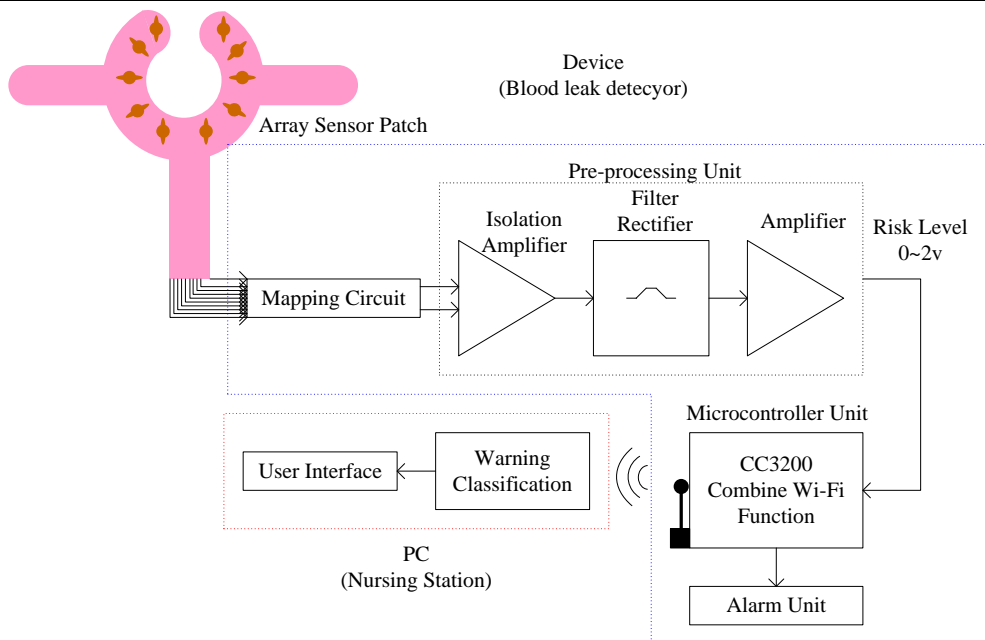 Device
(Blood leak detecyor)
Array Sensor Patch
Pre-processing Unit
Isolation
Amplifier
Filter
Rectifier
Amplifier
Risk Level
0~2v
Mapping Circuit
Microcontroller Unit
CC3200
Combine Wi-Fi
Function
Warning
Classification
User Interface
PC
(Nursing Station)
Alarm Unit